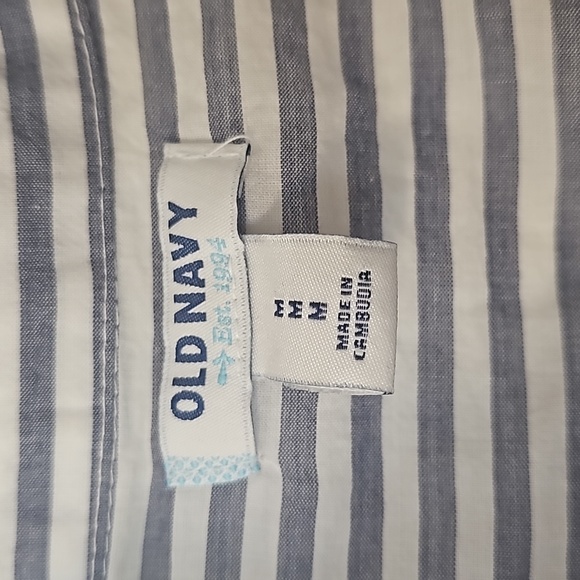 OLD NAVY
Est. 1994
M
M
M
MADE IN
CAMBODIA